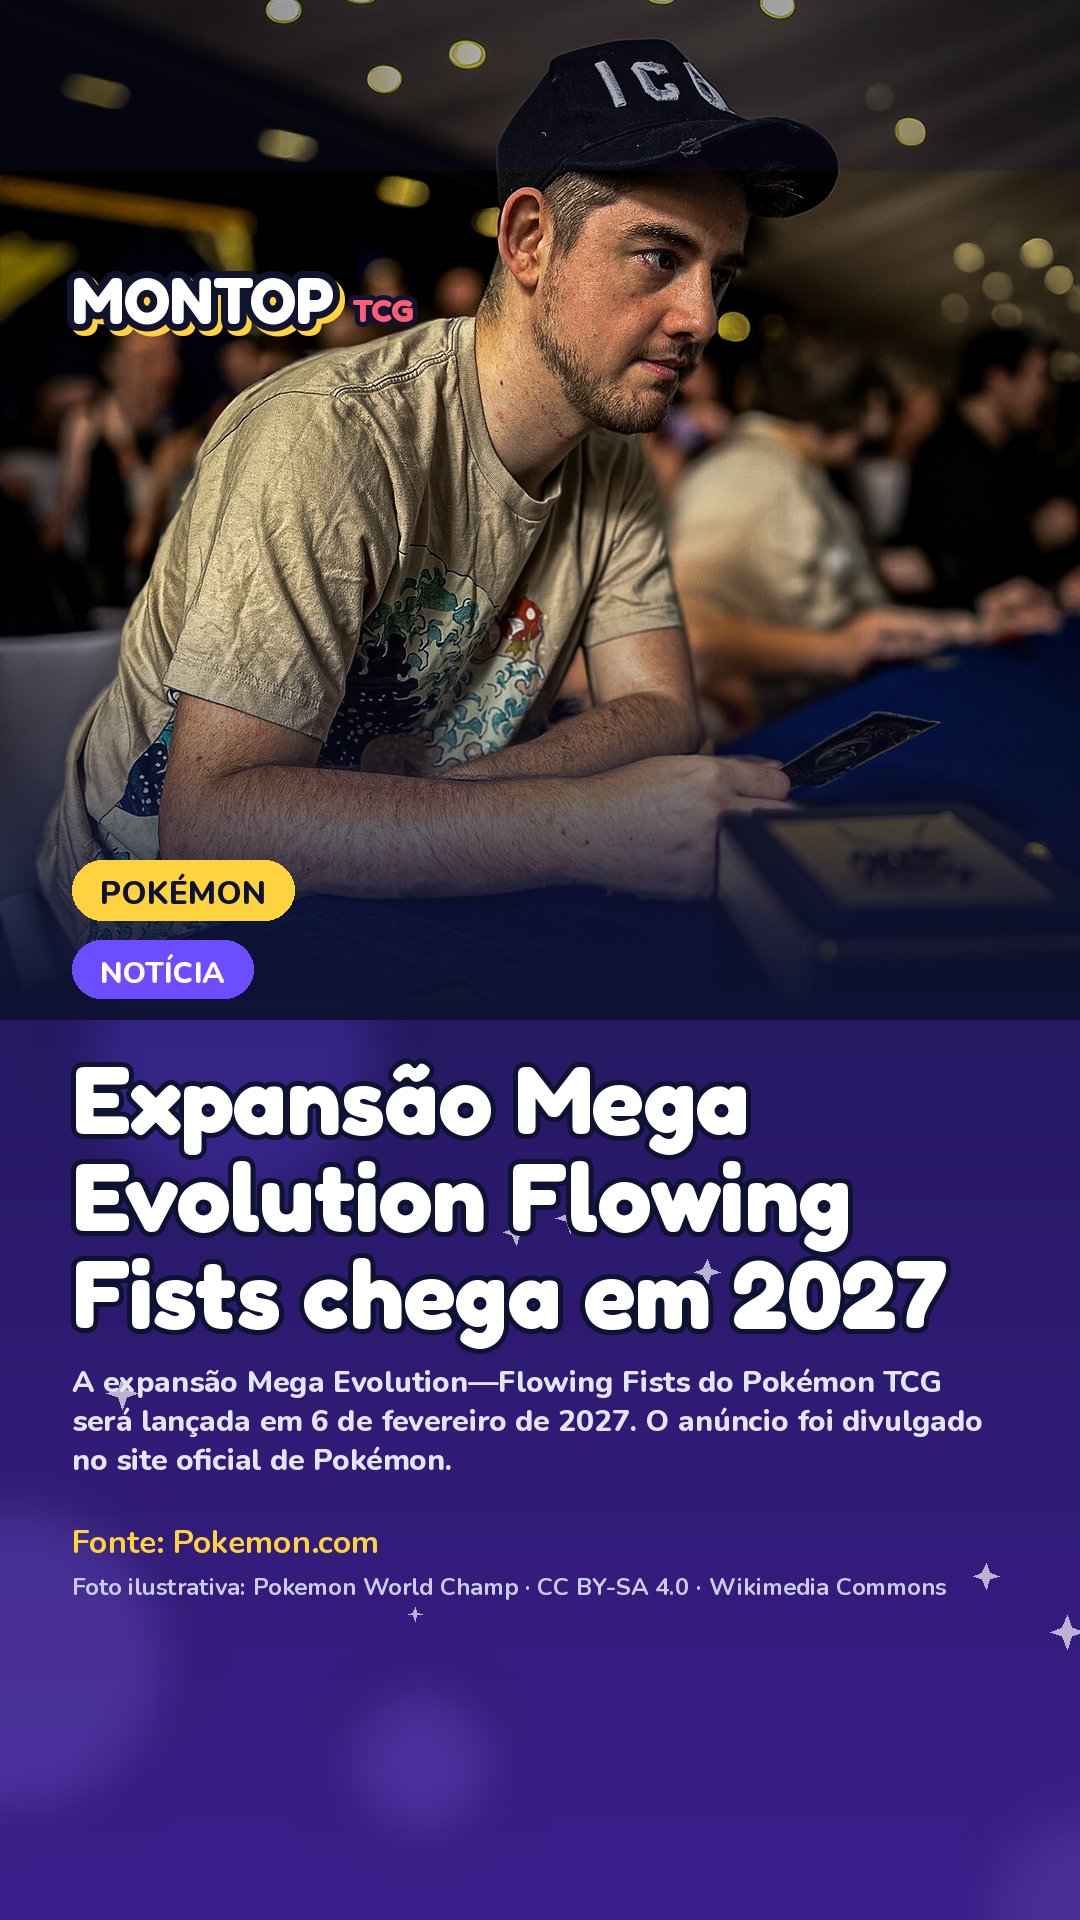 MONTOP TCG
POKÉMON
NOTÍCIA
Expansão Mega
Evolution Flowing
Fists chega em 2027
A expansão Mega Evolution—Flowing Fists do Pokémon TCG
será lançada em 6 de fevereiro de 2027. O anúncio foi divulgado
no site oficial de Pokémon.
Fonte: Pokemon.com
Foto ilustrativa: Pokemon World Champ · CC BY-SA 4.0 · Wikimedia Commons